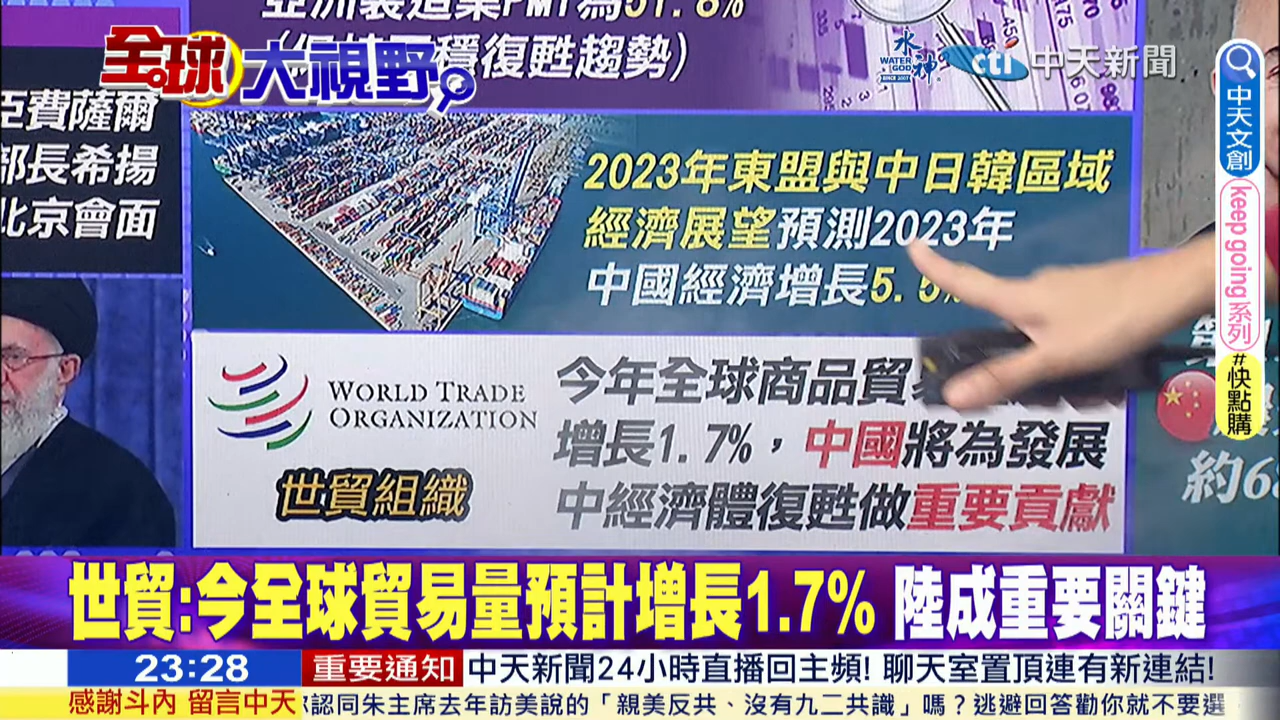 亞洲製造業PMI為51.8%
穩復甦趨勢)
全球大視野
水神
WATER GOD
SINCE 2007
cti 中天新聞
臣費薩爾
部長希揚
北京會面
2023年東盟與中日韓區域
經濟展望預測2023年
中國經濟增長5.5%
WORLD TRADE
ORGANIZATION
世貿組織
今年全球商品貿易
增長1.7%,中國將為發展
中經濟體復甦做重要貢獻
約68
中天文創
keep going系列
#快點購
世貿:今全球貿易量預計增長1.7% 陸成重要關鍵
23:28 重要通知 中天新聞24小時直播回主頻! 聊天室置頂連有新連結!
感謝斗內 留言中天 你認同朱主席去年訪美說的「親美反共、沒有九二共識」嗎?逃避回答勸你就不要選